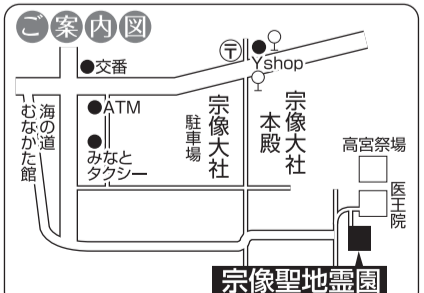 ご案内図
〒
Yshop
●交番
●ATM
●
みなと
タクシー
海の道
むなかた館
宗像大社
駐車場
宗像大社
本殿
高宮祭場
医王院
宗像聖地霊園